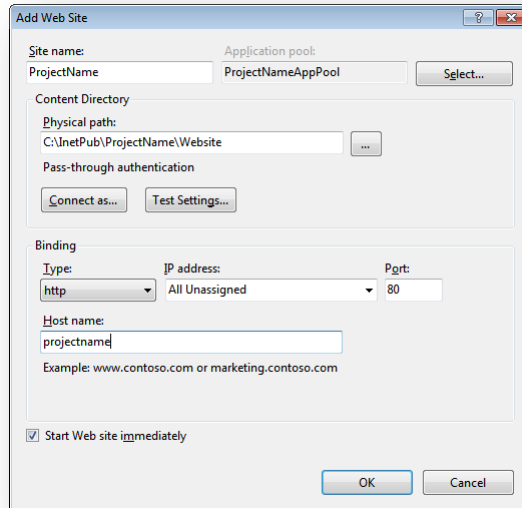 Add Web Site
Site name:
Application pool:
ProjectName
ProjectNameAppPool
Select...
Content Directory
Physical path:
C:\InetPub\ProjectName\Website
...
Pass-through authentication
Connect as...
Test Settings...
Binding
Type:
IP address:
Port:
http
All Unassigned
80
Host name:
projectname
Example: www.contoso.com or marketing.contoso.com
Start Web site immediately
OK
Cancel